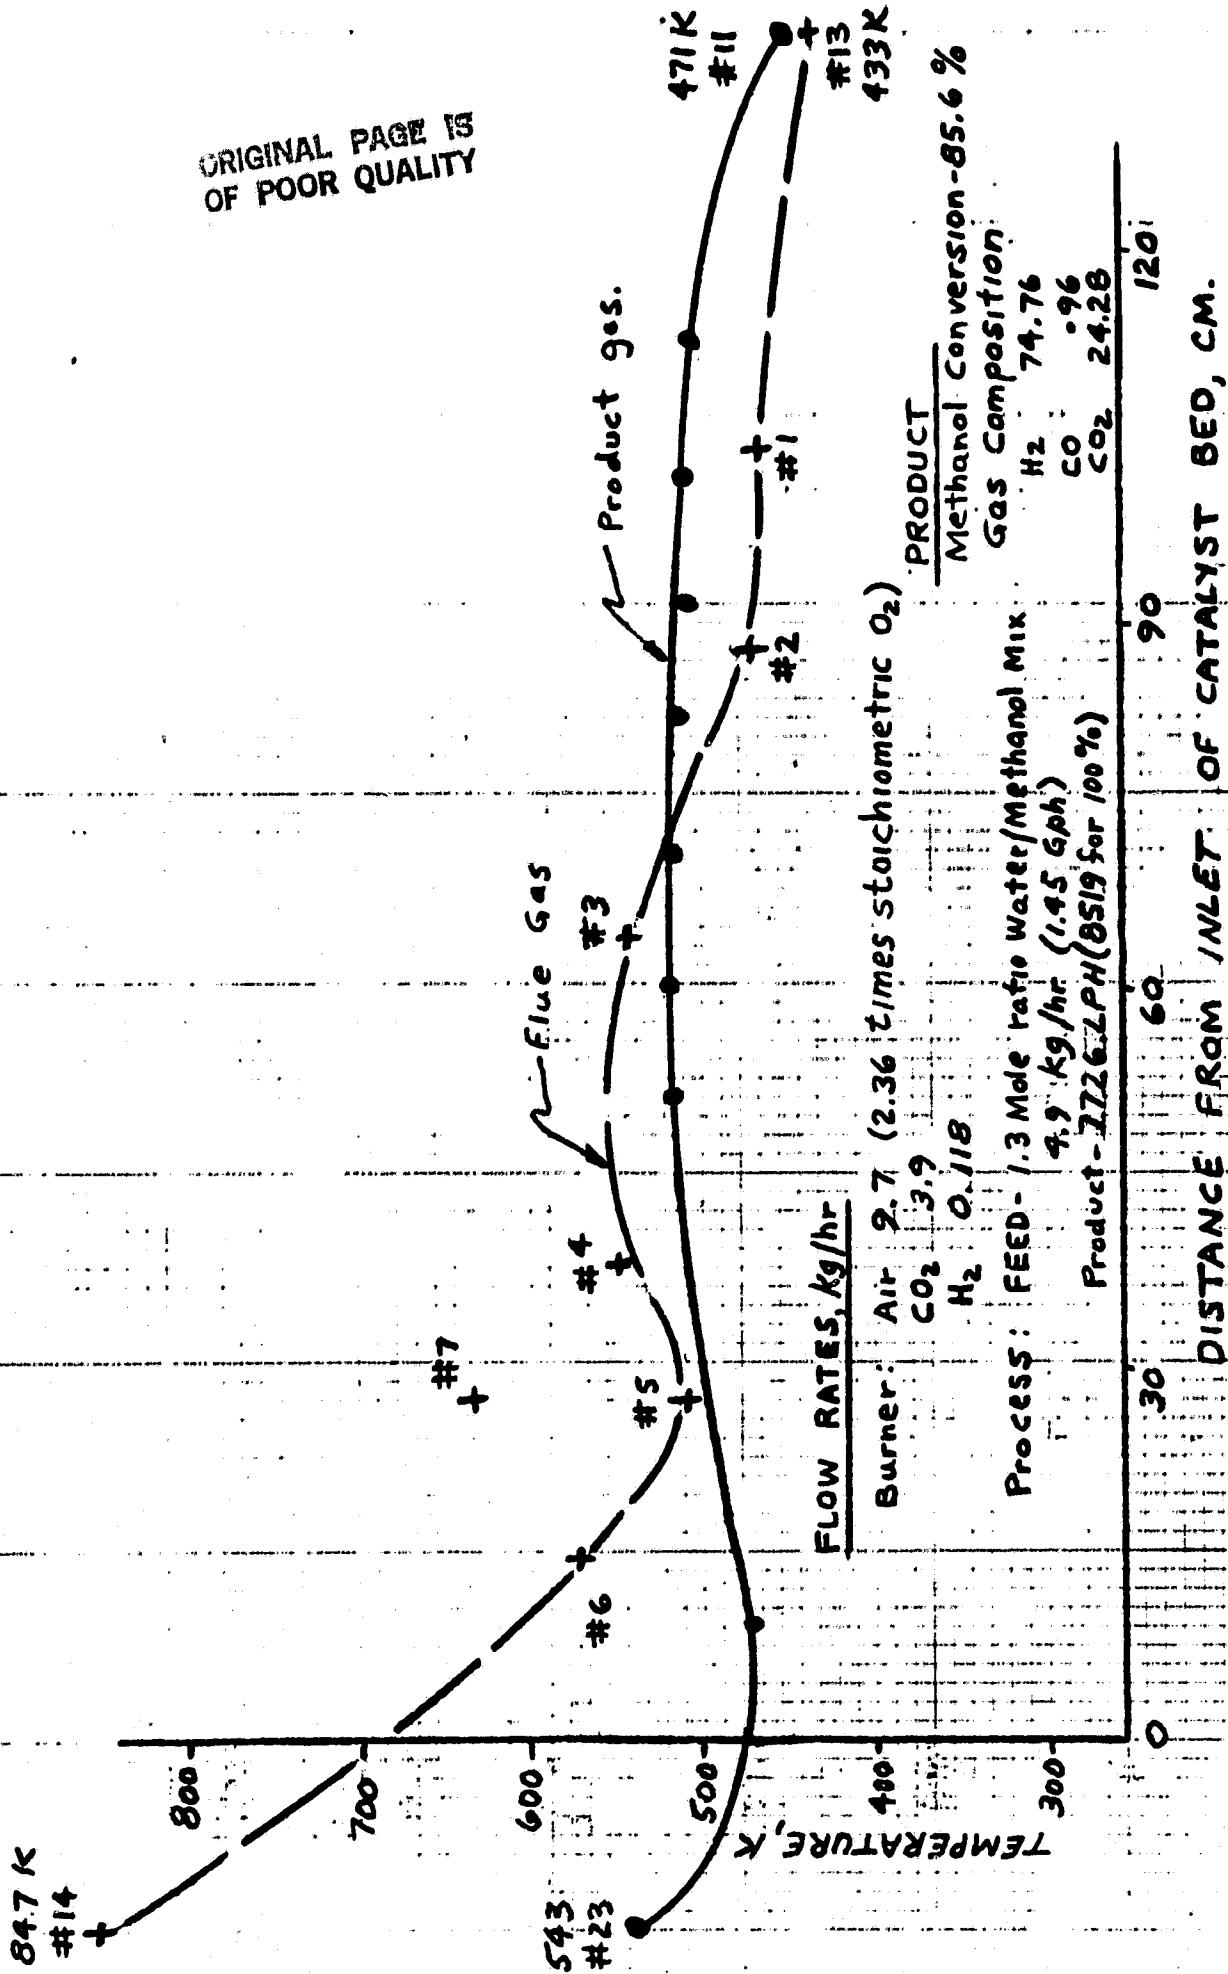 ORIGINAL PAGE IS
OF POOR QUALITY
847 K
#14
543
#23
TEMPERATURE, K
800
700
600
500
400
300
#6
#7
#5
#4
Flue Gas
#3
#2
#1
Product gas.
471K
#11
#13
433K
FLOW RATES, Kg/hr
Burner: Air 9.7 (2.36 times stoichiometric O2)
CO2 3.9
H2 0.118
Process: FEED- 1.3 Mole ratio Water/Methanol Mix
4.9 kg/hr (1.45 Gph)
Product-7726 LPH (8519 for 100%)
PRODUCT
Methanol Conversion-85.6%
Gas Composition
H2 74.76
CO .96
CO2 24.28
0
30
60
90
120
DISTANCE FROM INLET OF CATALYST BED, CM.